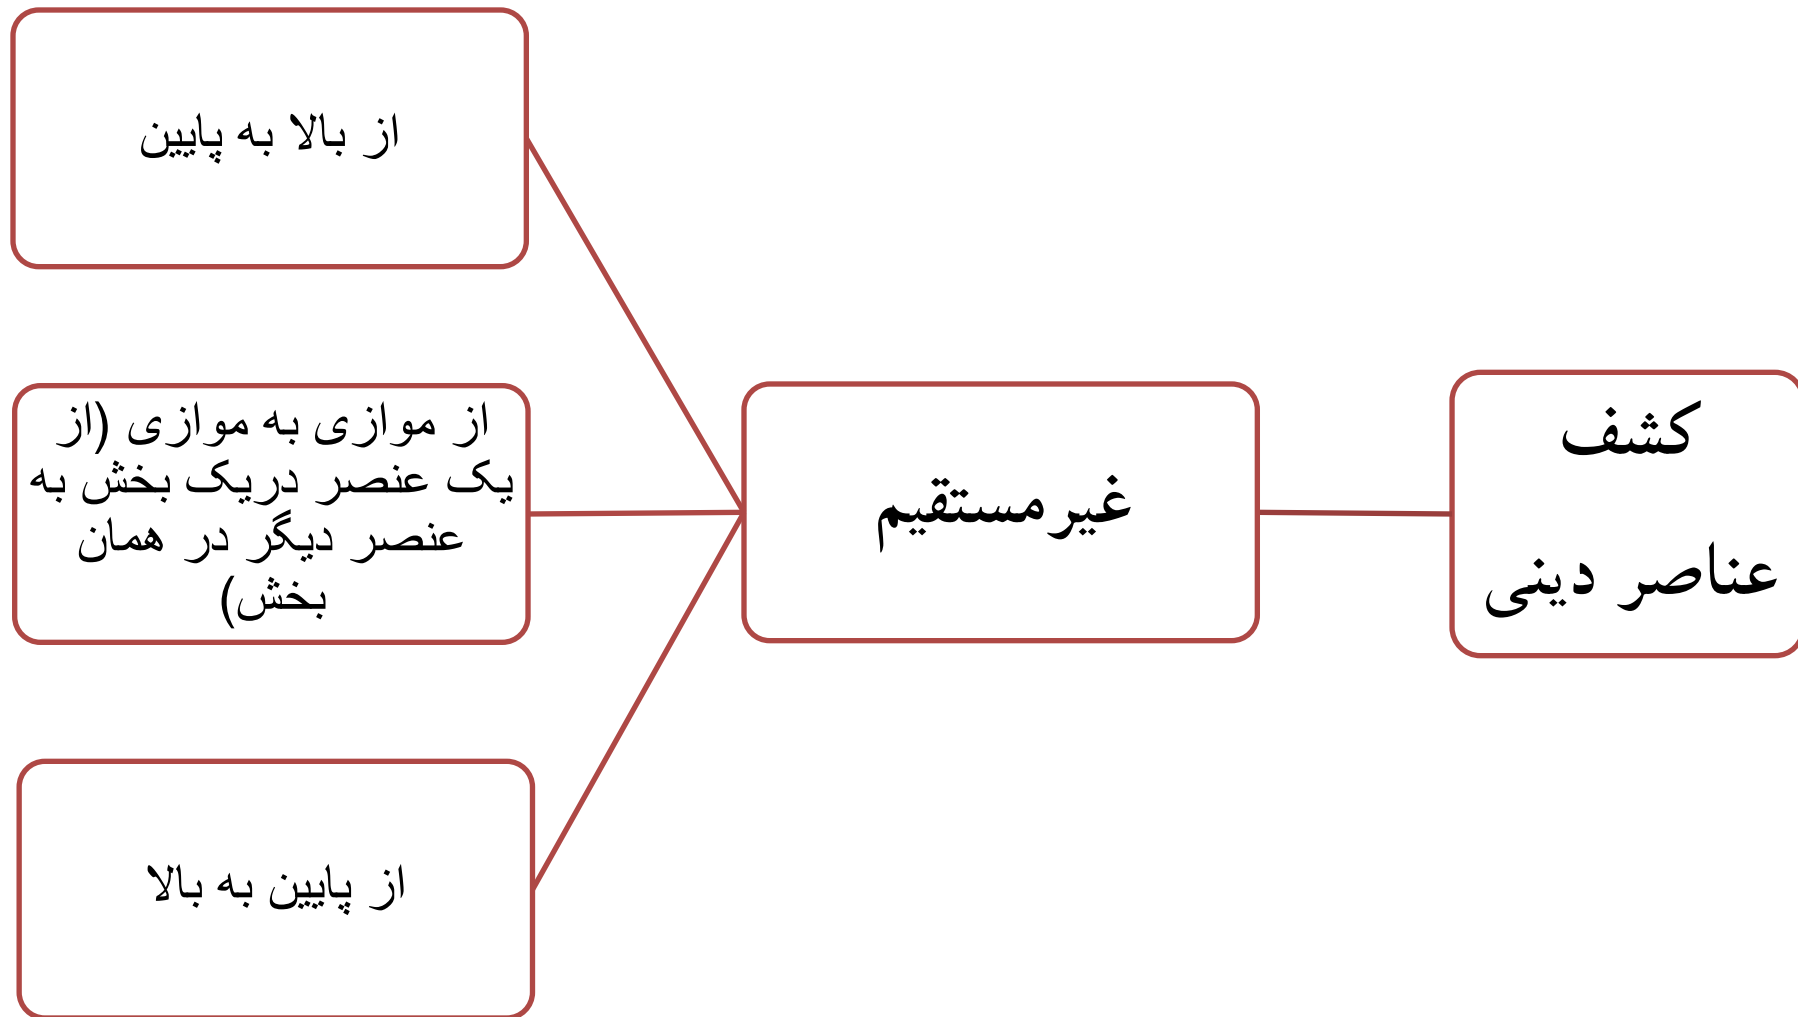 کشف
عناصر دینی
غیرمستقیم
از بالا به پایین
از موازی به موازی (از
یک عنصر دریک بخش به
عنصر دیگر در همان
بخش)
از پایین به بالا